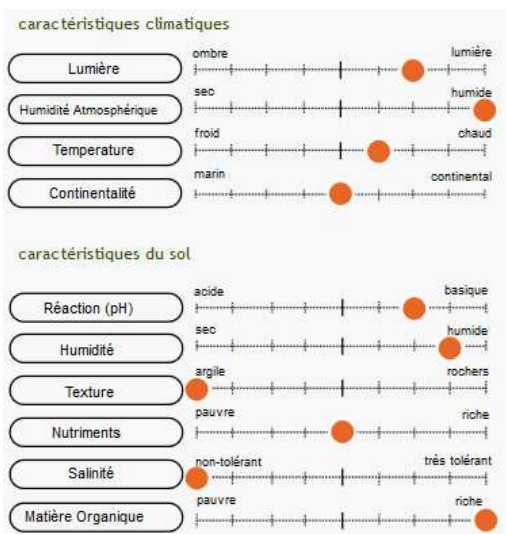 caractéristiques climatiques
ombre lumière
Lumière
sec humide
Humidité Atmosphérique
froid chaud
Temperature
marin continental
Continentalité
caractéristiques du sol
acide basique
Réaction (pH)
sec humide
Humidité
argile rochers
Texture
pauvre riche
Nutriments
non-tolérant très tolérant
Salinité
pauvre riche
Matière Organique